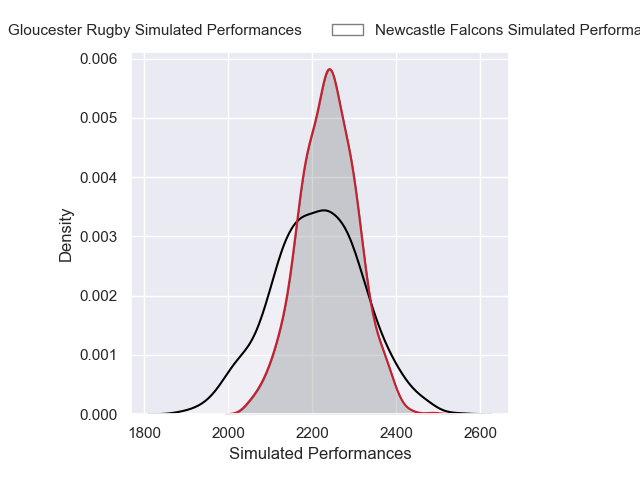 Gloucester Rugby Simulated Performances
Newcastle Falcons Simulated Performa
0.006
0.005
0.004
0.003
0.002
0.001
0.000
Density
1800 2000 2200 2400 2600
Simulated Performances